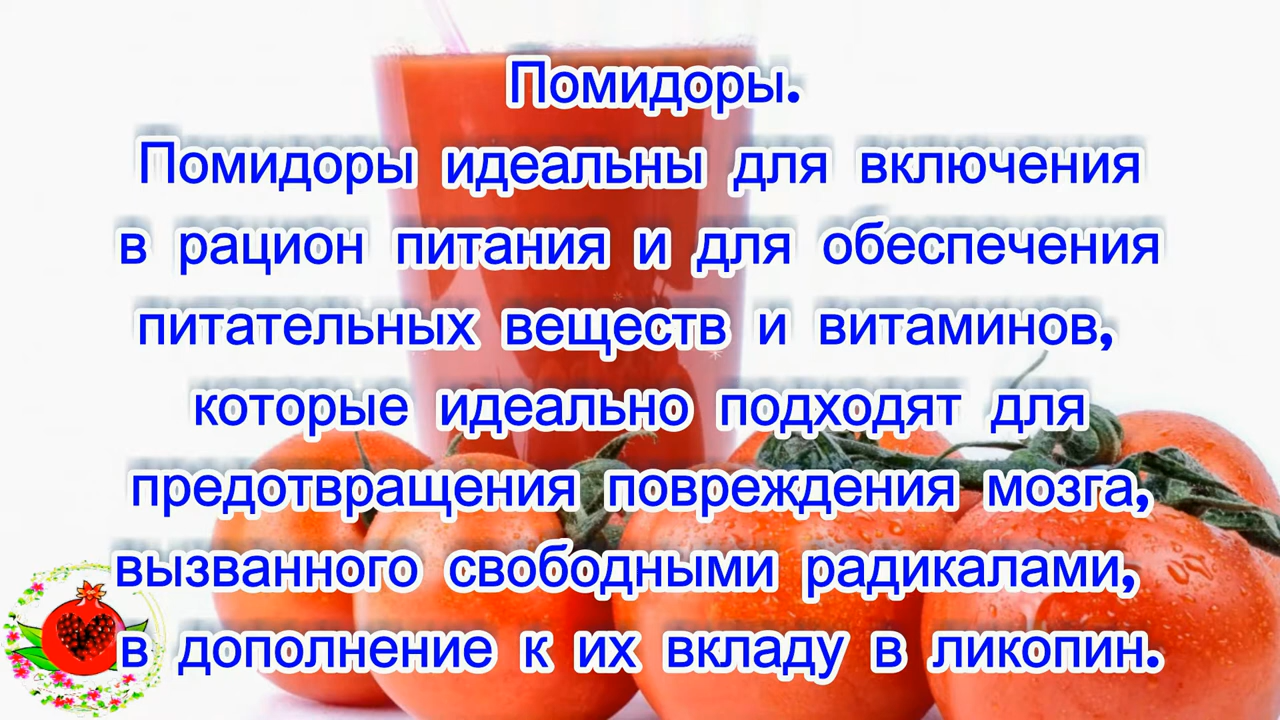 Помидоры.
Помидоры идеальны для включения
в рацион питания и для обеспечения
питательных веществ и витаминов,
которые идеально подходят для
предотвращения повреждения мозга,
вызванного свободными радикалами,
в дополнение к их вкладу в ликопин.